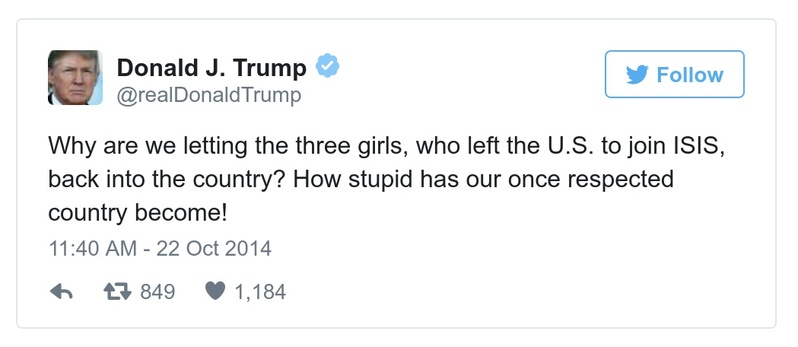 Donald J. Trump
@realDonaldTrump
Follow
Why are we letting the three girls, who left the U.S. to join ISIS,
back into the country? How stupid has our once respected
country become!
11:40 AM - 22 Oct 2014
849 1,184